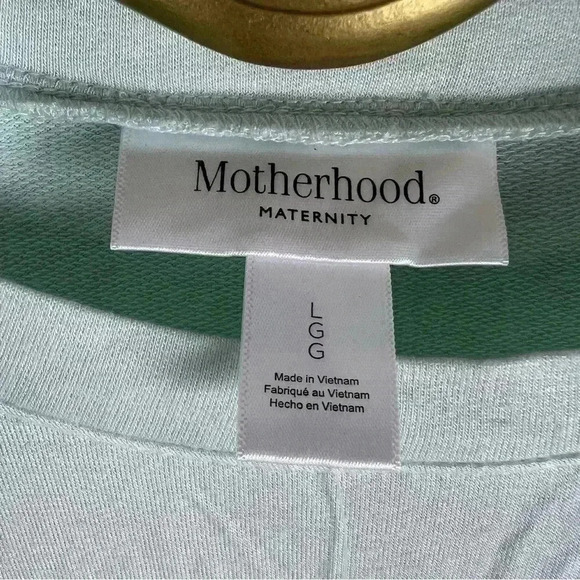 Motherhood®
MATERNITY
L
G
G
Made in Vietnam
Fabriqué au Vietnam
Hecho en Vietnam